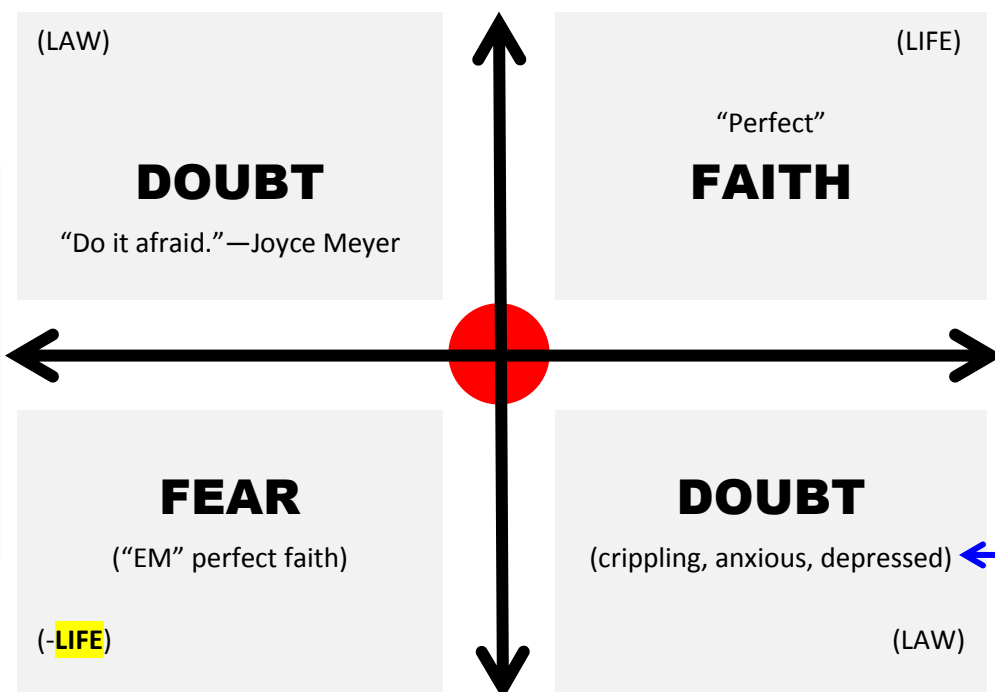 (LAW)
(LIFE)
“Perfect”
DOUBT
FAITH
“Do it afraid.”—Joyce Meyer
FEAR
DOUBT
(“EM” perfect faith)
(crippling, anxious, depressed)
(-LIFE)
(LAW)